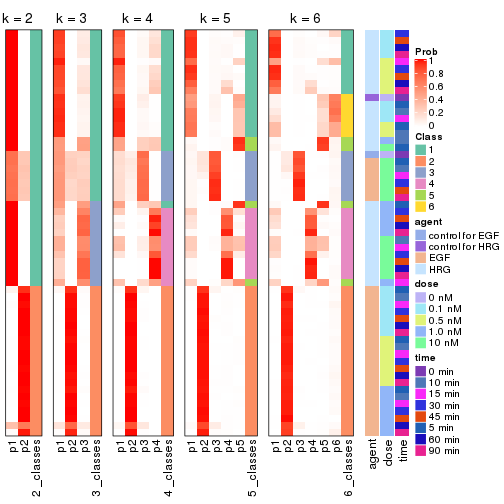 k = 2
k = 3
k = 4
k = 5
k = 6
p1
p2
2_classes
p1
p2
p3
3_classes
p1
p2
p3
p4
4_classes
p1
p2
p3
p4
p5
5_classes
p1
p2
p3
p4
p5
p6
6_classes
agent
dose
time
Prob
1
0.8
0.6
0.4
0.2
0
Class
1
2
3
4
5
6
agent
control for EGF
control for HRG
EGF
HRG
dose
0 nM
0.1 nM
0.5 nM
1.0 nM
10 nM
time
0 min
10 min
15 min
30 min
45 min
5 min
60 min
90 min